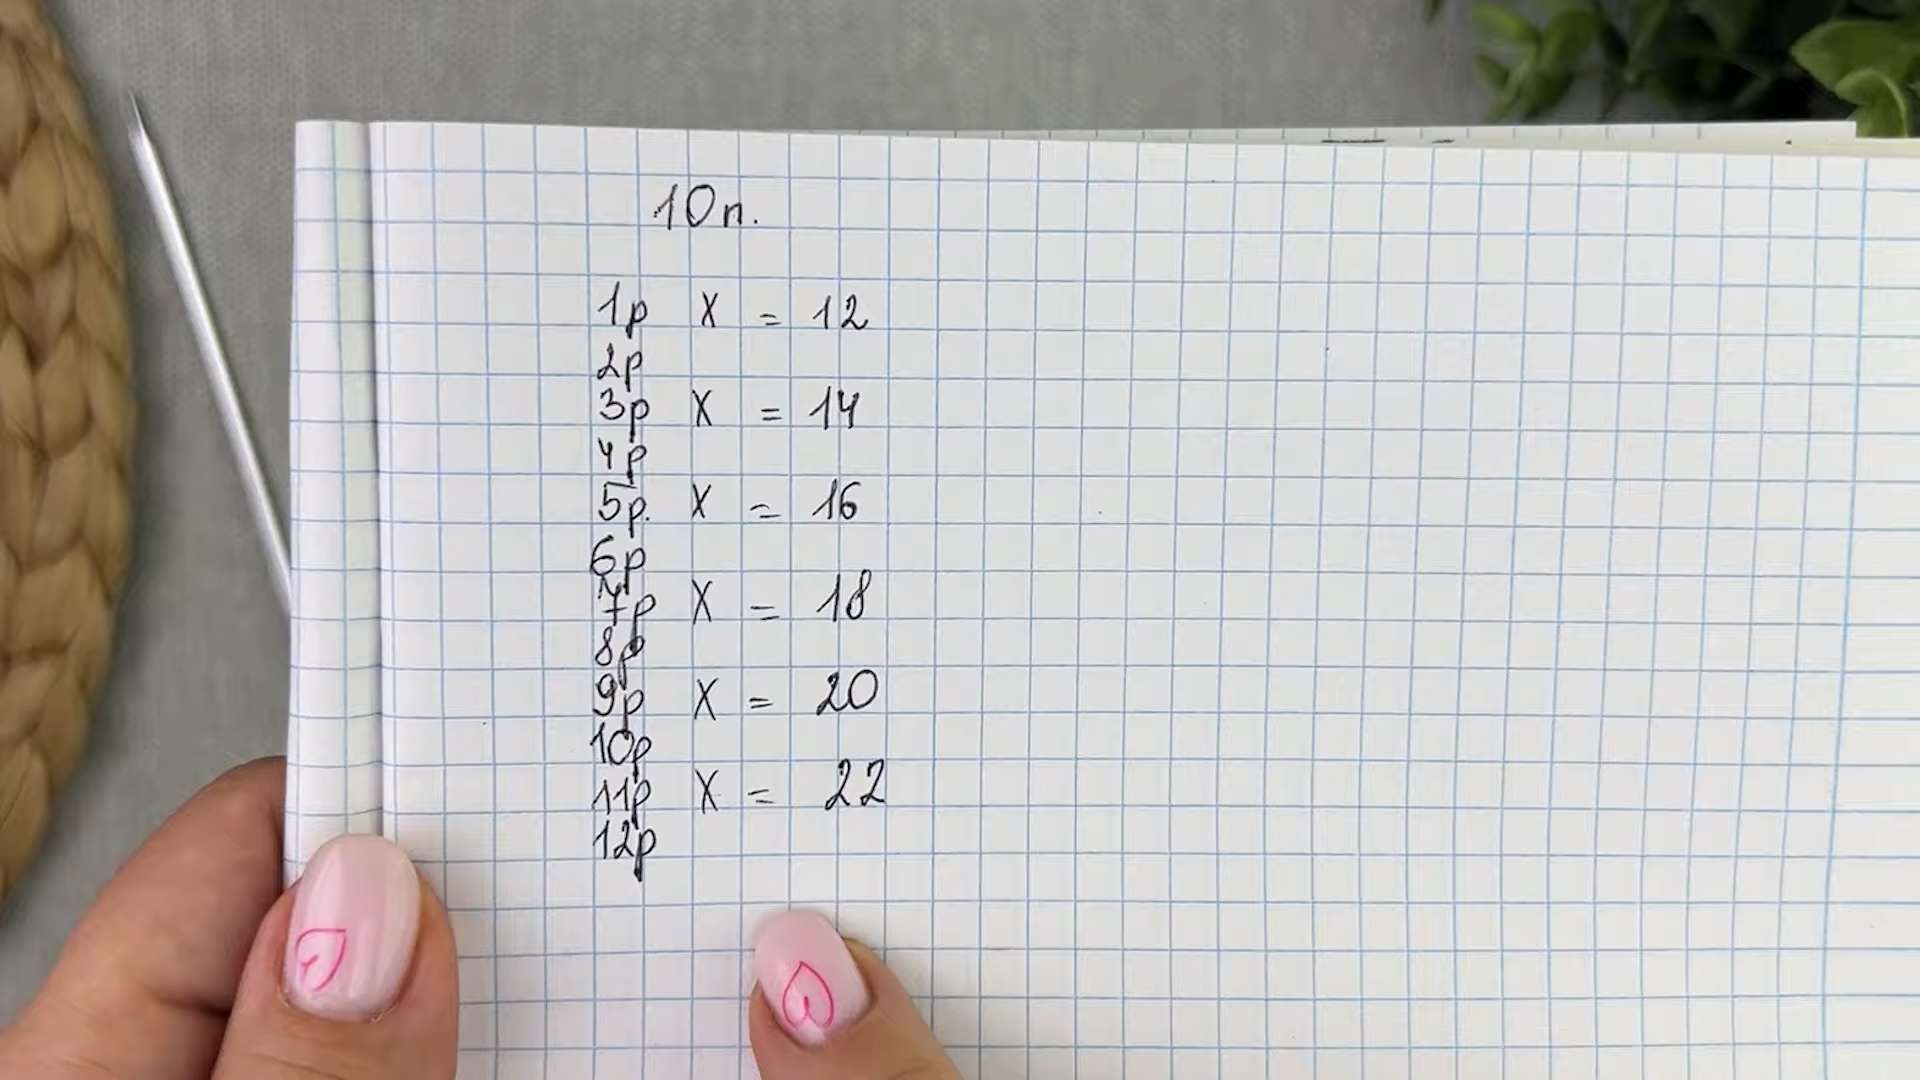 10п.
1р X = 12
2р
3р X = 14
4р
5р. X = 16
6р
7р X = 18
8р
9р X = 20
10р
11р X = 22
12р